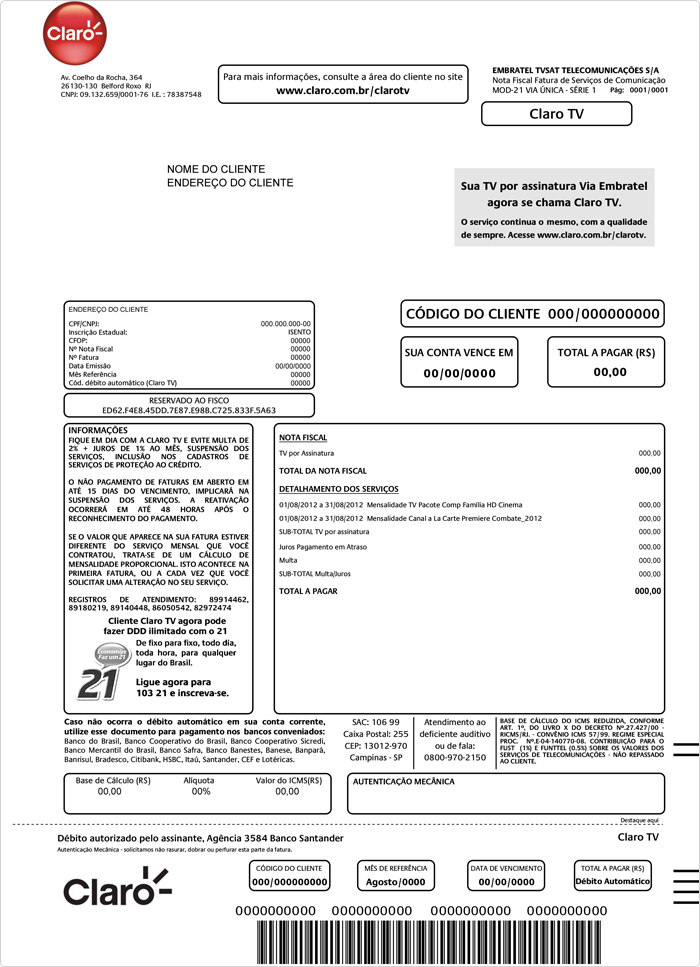 Claro
Av. Coelho da Rocha, 364
26130-130  Belford Roxo  RJ
CNPJ: 09.132.659/0001-76  I.E. : 78387548
Para mais informações, consulte a área do cliente no site
www.claro.com.br/clarotv
EMBRATEL TVSAT TELECOMUNICAÇÕES S/A
Nota Fiscal Fatura de Serviços de Comunicação
MOD-21 VIA ÚNICA - SÉRIE 1    Pág:  0001/0001
Claro TV
NOME DO CLIENTE
ENDEREÇO DO CLIENTE
Sua TV por assinatura Via Embratel
agora se chama Claro TV.
O serviço continua o mesmo, com a qualidade
de sempre. Acesse www.claro.com.br/clarotv.
ENDEREÇO DO CLIENTE
CPF/CNPJ: 000.000.000-00
Inscrição Estadual: ISENTO
CFOP: 00000
Nº Nota Fiscal 00000
Nº Fatura 00000
Data Emissão 00/00/0000
Mês Referência 00000
Cód. débito automático (Claro TV) 00000
CÓDIGO DO CLIENTE  000/000000000
SUA CONTA VENCE EM
00/00/0000
TOTAL A PAGAR (R$)
00,00
RESERVADO AO FISCO
ED62.F4E8.45DD.7E87.E98B.C725.833F.5A63
INFORMAÇÕES
FIQUE EM DIA COM A CLARO TV E EVITE MULTA DE
2% + JUROS DE 1% AO MÊS, SUSPENSÃO DOS
SERVIÇOS, INCLUSÃO NOS CADASTROS DE
SERVIÇOS DE PROTEÇÃO AO CRÉDITO.
O NÃO PAGAMENTO DE FATURAS EM ABERTO EM
ATÉ 15 DIAS DO VENCIMENTO, IMPLICARÁ NA
SUSPENSÃO DOS SERVIÇOS. A REATIVAÇÃO
OCORRERÁ EM ATÉ 48 HORAS APÓS O
RECONHECIMENTO DO PAGAMENTO.
SE O VALOR QUE APARECE NA SUA FATURA ESTIVER
DIFERENTE DO SERVIÇO MENSAL QUE VOCÊ
CONTRATOU, TRATA-SE DE UM CÁLCULO DE
MENSALIDADE PROPORCIONAL. ISTO ACONTECE NA
PRIMEIRA FATURA, OU A CADA VEZ QUE VOCÊ
SOLICITAR UMA ALTERAÇÃO NO SEU SERVIÇO.
REGISTROS DE ATENDIMENTO: 89914462,
89180219, 89140448, 86050542, 82972474
Cliente Claro TV agora pode
fazer DDD ilimitado com o 21
Economize
Faz um 21
21
De fixo para fixo, todo dia,
toda hora, para qualquer
lugar do Brasil.
Ligue agora para
103 21 e inscreva-se.
NOTA FISCAL
TV por Assinatura 000,00
TOTAL DA NOTA FISCAL 000,00
DETALHAMENTO DOS SERVIÇOS
01/08/2012 a 31/08/2012  Mensalidade TV Pacote Comp Família HD Cinema 000,00
01/08/2012 a 31/08/2012  Mensalidade Canal a La Carte Premiere Combate_2012 000,00
SUB-TOTAL TV por assinatura 000,00
Juros Pagamento em Atraso 000,00
Multa 000,00
SUB-TOTAL Multa/Juros 000,00
TOTAL A PAGAR 000,00
Caso não ocorra o débito automático em sua conta corrente,
utilize esse documento para pagamento nos bancos conveniados:
Banco do Brasil, Banco Cooperativo do Brasil, Banco Cooperativo Sicredi,
Banco Mercantil do Brasil, Banco Safra, Banco Banestes, Banese, Banpará,
Banrisul, Bradesco, Citibank, HSBC, Itaú, Santander, CEF e Lotéricas.
SAC: 106 99
Caixa Postal: 255
CEP: 13012-970
Campinas - SP
Atendimento ao
deficiente auditivo
ou de fala:
0800-970-2150
BASE DE CÁLCULO DO ICMS REDUZIDA, CONFORME
ART. 1º, DO LIVRO X DO DECRETO Nº.27.427/00 -
RICMS/RJ. - CONVÊNIO ICMS 57/99. REGIME ESPECIAL
PROC. Nº.E-04-140770-08. CONTRIBUIÇÃO PARA O
FUST (1%) E FUNTTEL (0.5%) SOBRE OS VALORES DOS
SERVIÇOS DE TELECOMUNICAÇÕES - NÃO REPASSADO
AO CLIENTE.
Base de Cálculo (R$) Alíquota Valor do ICMS(R$)
00,00 00% 00,00
AUTENTICAÇÃO MECÂNICA
Destaque aqui
Débito autorizado pelo assinante, Agência 3584 Banco Santander
Claro TV
Autenticação Mecânica - solicitamos não rasurar, dobrar ou perfurar esta parte da fatura.
Claro
CÓDIGO DO CLIENTE
000/000000000
MÊS DE REFERÊNCIA
Agosto/0000
DATA DE VENCIMENTO
00/00/0000
TOTAL A PAGAR (R$)
Débito Automático
0000000000  0000000000  0000000000  0000000000